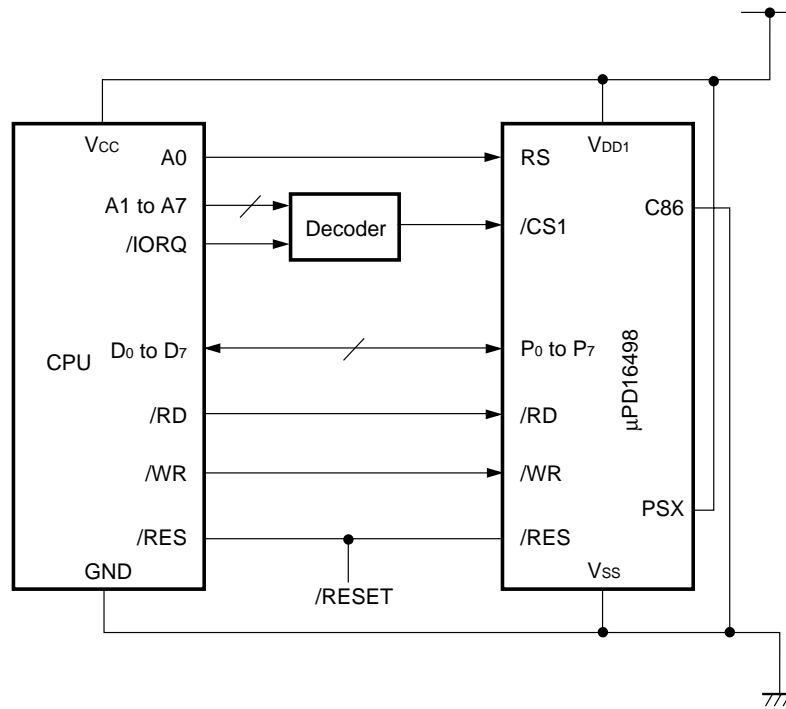 VCC
A0
A1 to A7
/IORQ
CPU
D0 to D7
/RD
/WR
/RES
GND
Decoder
/RESET
VDD1
RS
/CS1
C86
P0 to P7
µPD16498
/RD
/WR
PSX
/RES
VSS